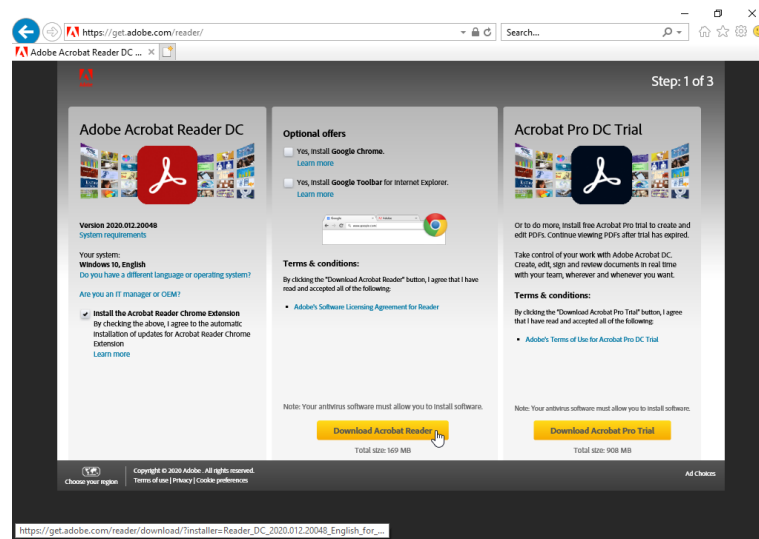 https://get.adobe.com/reader/
Search...
Adobe Acrobat Reader DC ...
Step: 1 of 3
Adobe Acrobat Reader DC
Version 2020.012.20048
System requirements
Your system:
Windows 10, English
Do you have a different language or operating system?
Are you an IT manager or OEM?
Install the Acrobat Reader Chrome Extension
By checking the above, I agree to the automatic
installation of updates for Acrobat Reader Chrome
Extension
Learn more
Optional offers
Yes, install Google Chrome.
Learn more
Yes, install Google Toolbar for Internet Explorer.
Learn more
Terms & conditions:
By clicking the "Download Acrobat Reader" button, I agree that I have
read and accepted all of the following:
Adobe's Software Licensing Agreement for Reader
Note: Your antivirus software must allow you to install software.
Download Acrobat Reader
Total size: 169 MB
Acrobat Pro DC Trial
Or to do more, install free Acrobat Pro trial to create and
edit PDFs. Continue viewing PDFs after trial has expired.
Take control of your work with Adobe Acrobat DC.
Create, edit, sign and review documents in real time
with your team, wherever and whenever you want.
Terms & conditions:
By clicking the "Download Acrobat Pro Trial" button, I agree
that I have read and accepted all of the following:
Adobe's Terms of Use for Acrobat Pro DC Trial
Note: Your antivirus software must allow you to install software.
Download Acrobat Pro Trial
Total size: 908 MB
Choose your region
Copyright © 2020 Adobe . All rights reserved.
Terms of use | Privacy | Cookie preferences
Ad Choices
https://get.adobe.com/reader/download/?installer=Reader_DC_2020.012.20048_English_for_...